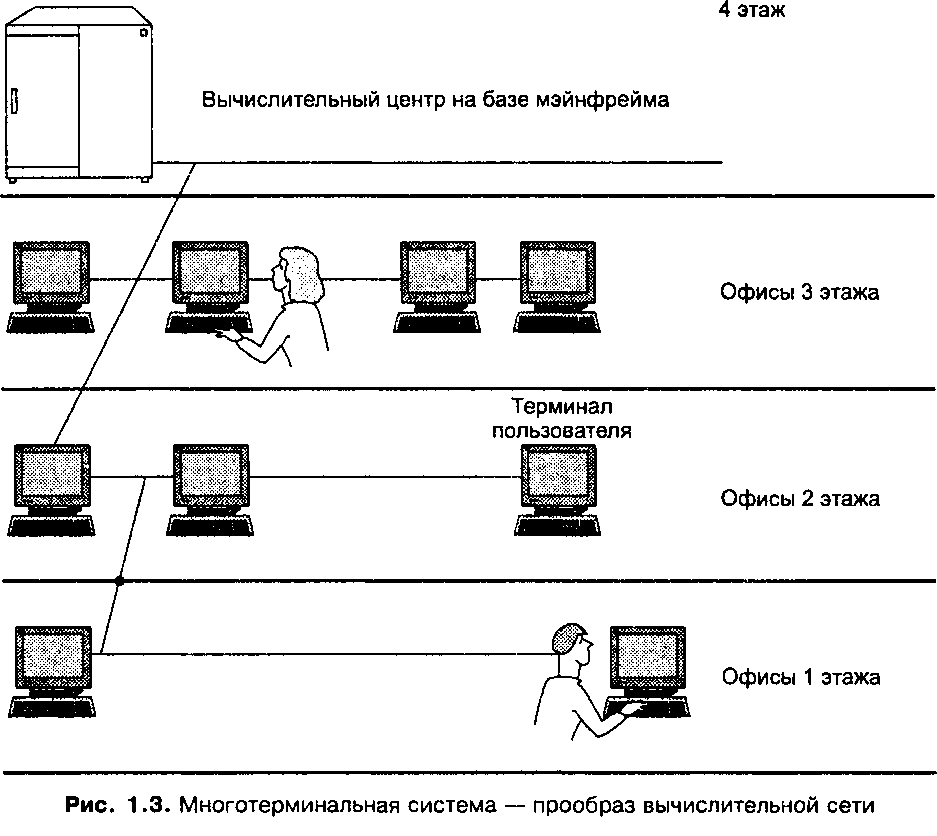 4 этаж
Вычислительный центр на базе мэйнфрейма
Офисы 3 этажа
Терминал
пользователя
Офисы 2 этажа
Офисы 1 этажа
Рис. 1.3. Многотерминальная система — прообраз вычислительной сети